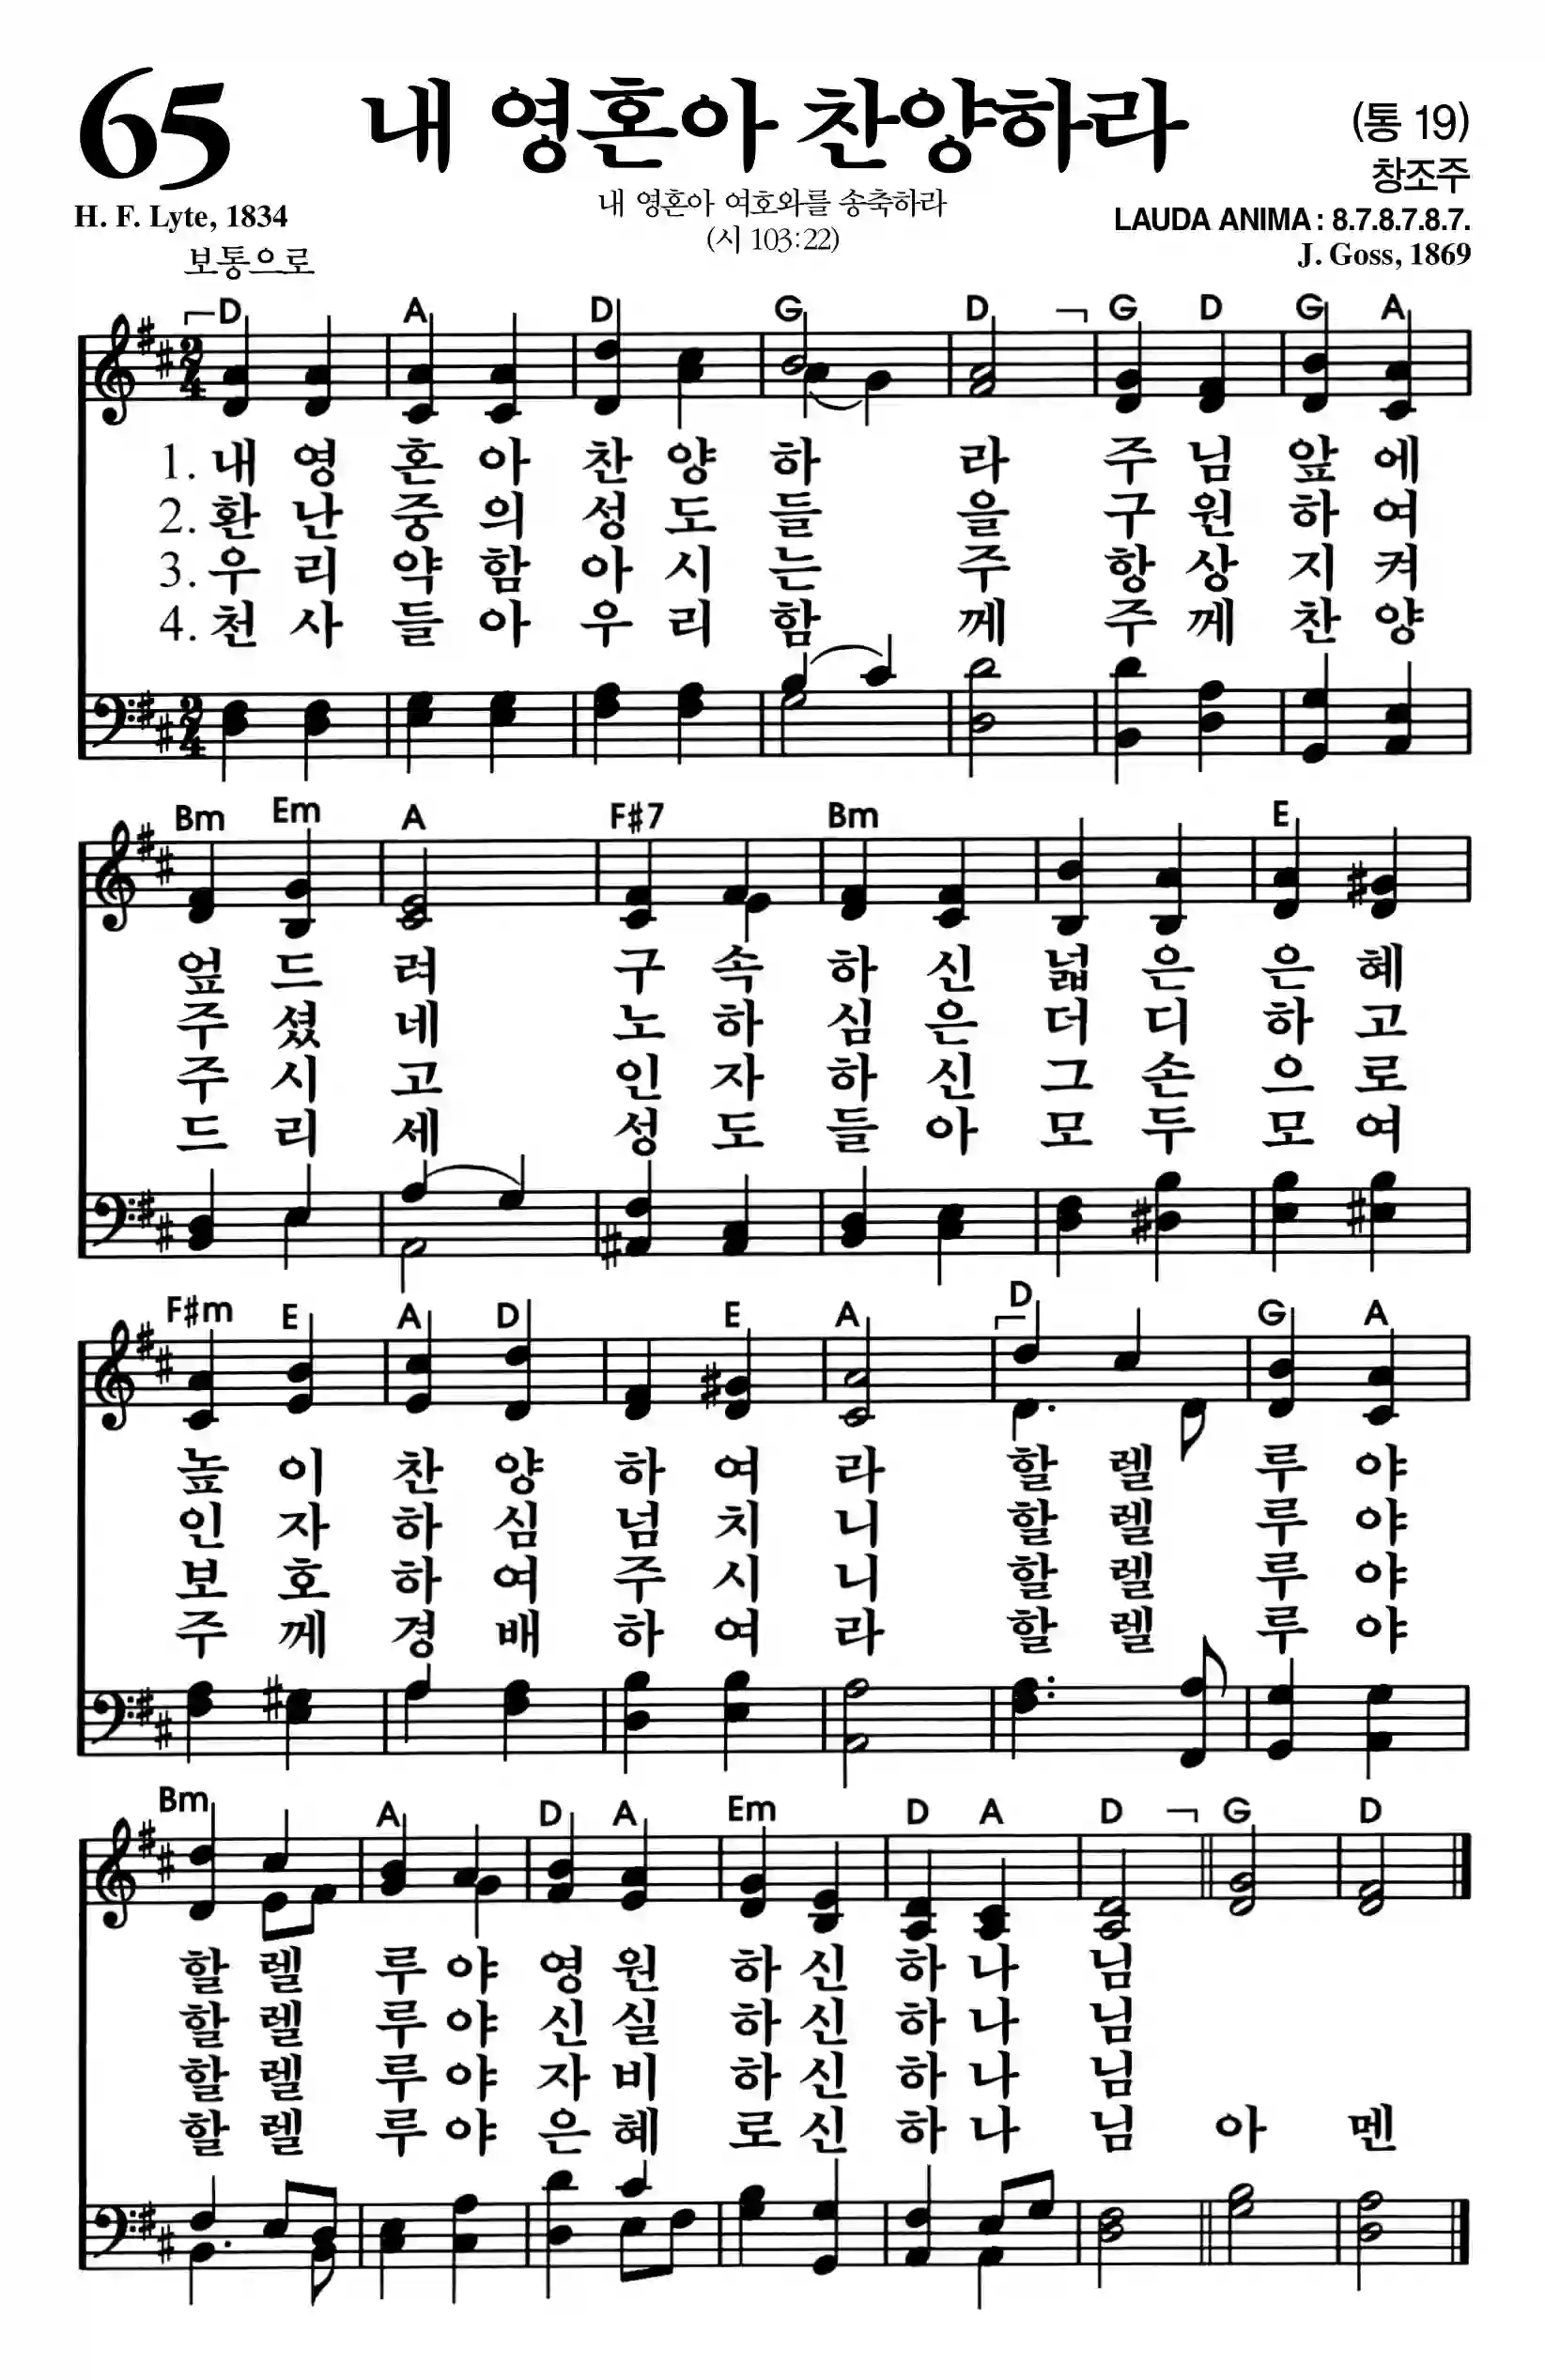 65 내 영혼아 찬양하라 (통 19)
창조주
내 영혼아 여호와를 송축하라
(시 103:22)
H. F. Lyte, 1834
LAUDA ANIMA : 8.7.8.7.8.7.
J. Goss, 1869
보통으로
D A D G D G D G A
1. 내 영 혼 아 찬 양 하 라 주 님 앞 에
2. 환 난 중 의 성 도 들 을 구 원 하 여
3. 우 리 약 함 아 시 는 주 항 상 지 켜
4. 천 사 들 아 우 리 함 께 주 께 찬 양
Bm Em A F#7 Bm E
엎 드 려 구 속 하 신 넓 은 은 혜
주 셨 네 노 하 심 은 더 디 하 고
주 시 고 인 자 하 신 그 손 으 로
드 리 세 성 도 들 아 모 두 모 여
F#m E A D E A D G A
높 이 찬 양 하 여 라 할 렐 루 야
인 자 하 심 넘 치 니 할 렐 루 야
보 호 하 여 주 시 니 할 렐 루 야
주 께 경 배 하 여 라 할 렐 루 야
Bm A D A Em D A D G D
할 렐 루 야 영 원 하 신 하 나 님
할 렐 루 야 신 실 하 신 하 나 님
할 렐 루 야 자 비 하 신 하 나 님
할 렐 루 야 은 혜 로 신 하 나 님 아 멘